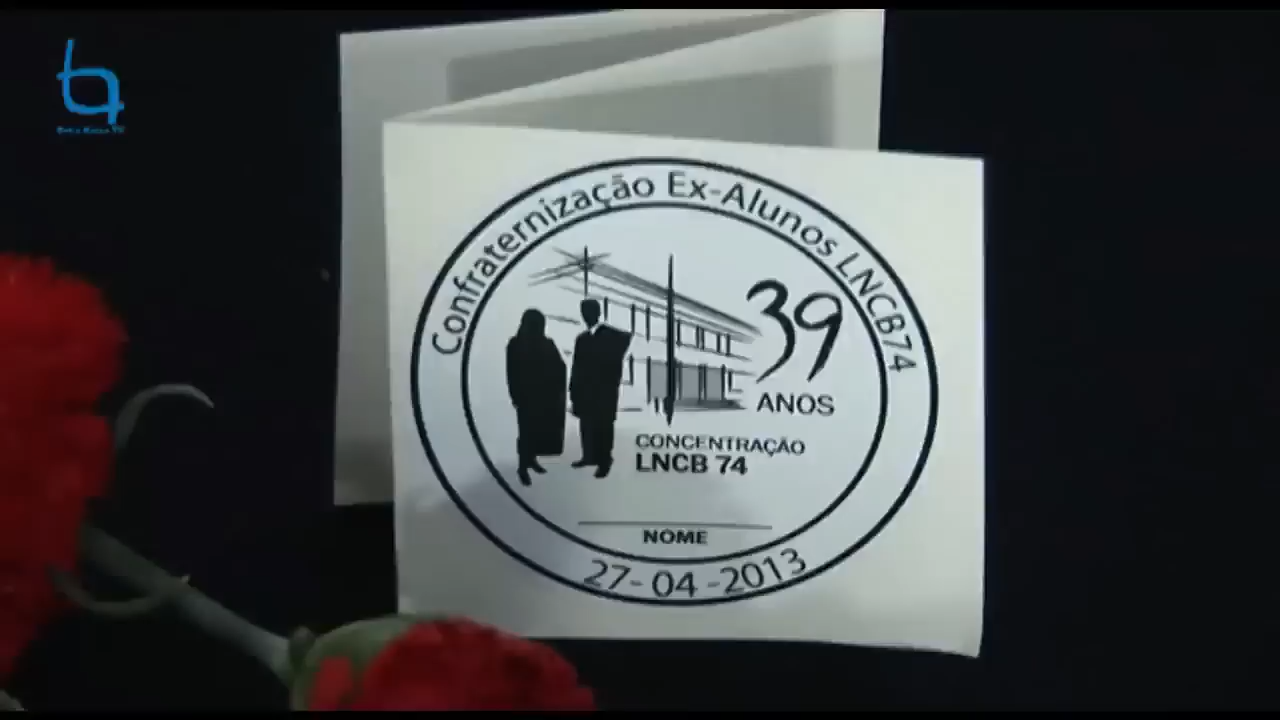 Confraternização Ex-Alunos LNCB74
39
ANOS
CONCENTRAÇÃO
LNCB 74
NOME
27-04-2013